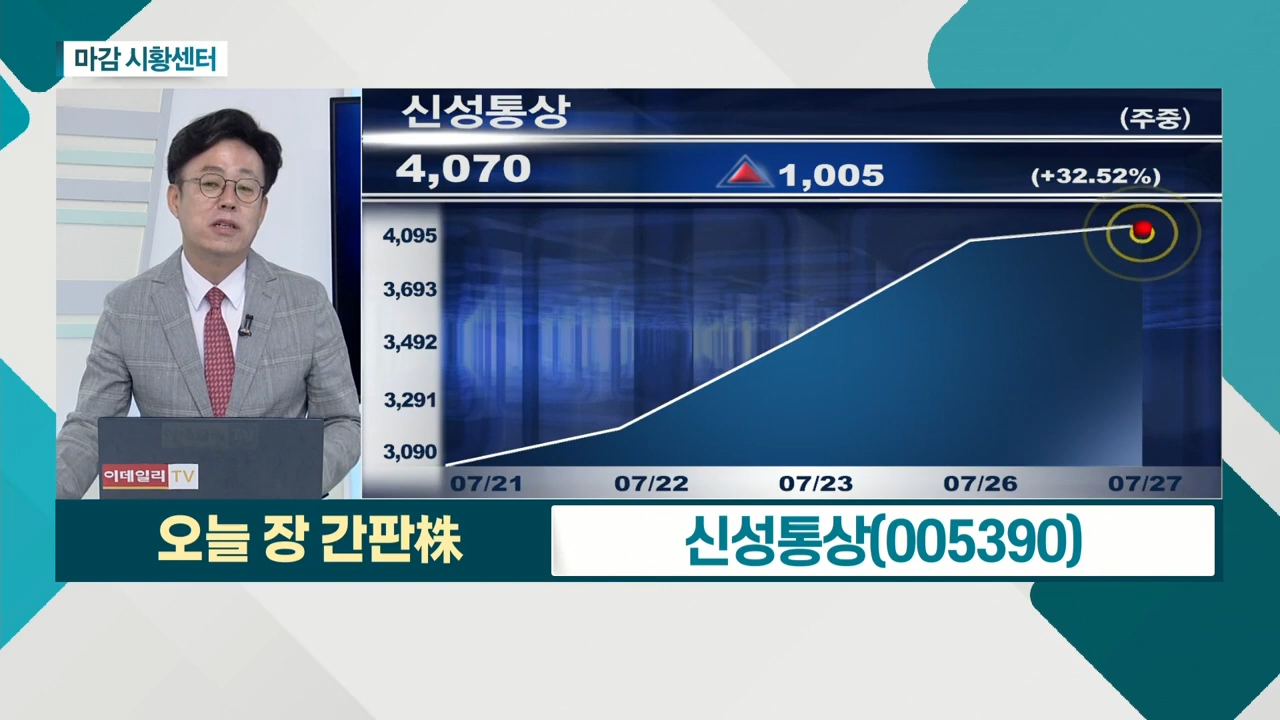 마감 시황센터
신성통상
(주중)
4,070 1,005 (+32.52%)
4,095
3,693
3,492
3,291
3,090
07/21 07/22 07/23 07/26 07/27
이데일리 TV
오늘 장 간판株
신성통상(005390)